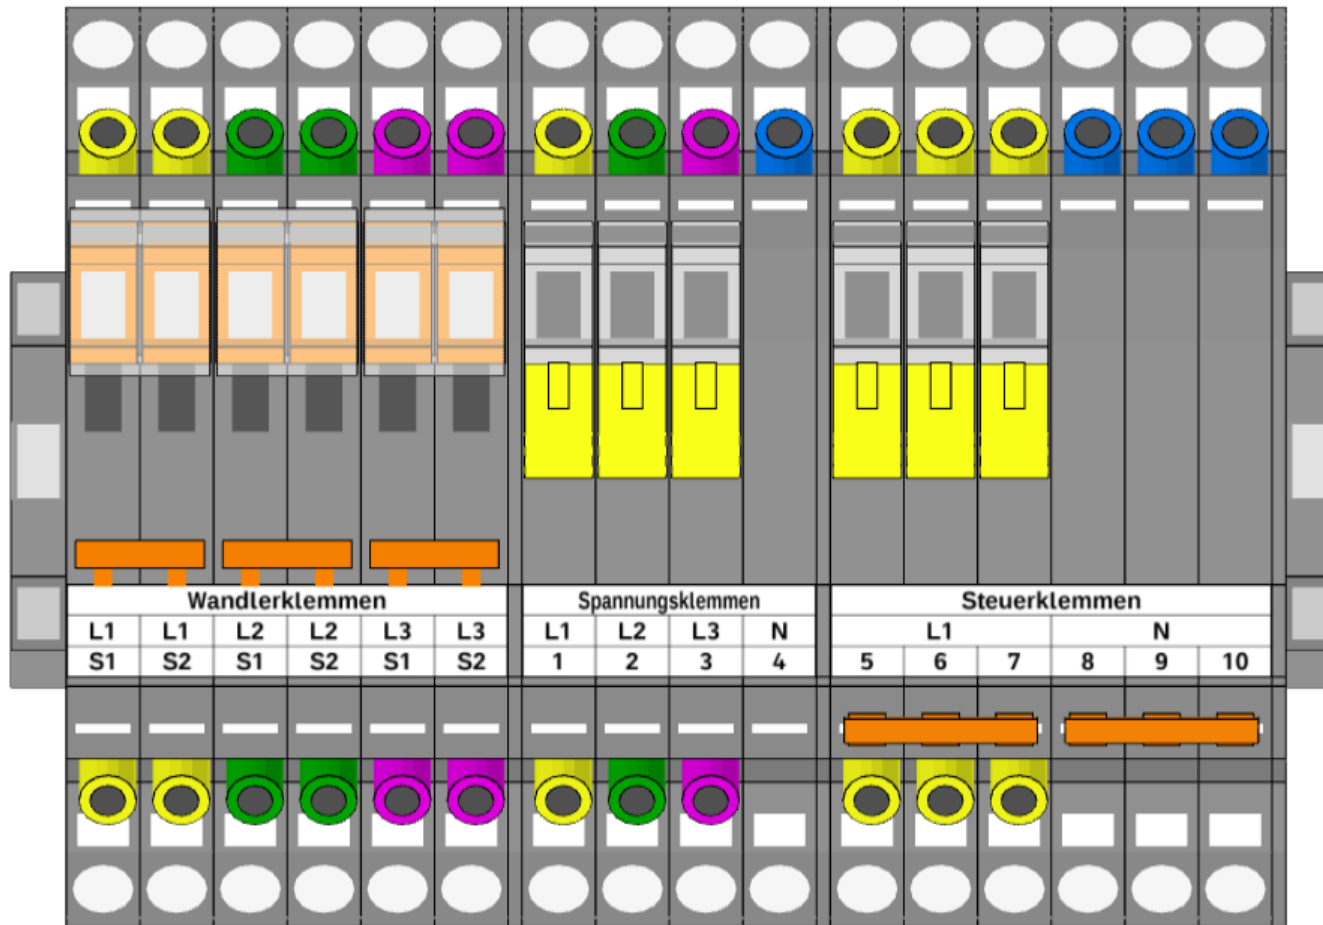 Wandlerklemmen Spannungsklemmen Steuerklemmen
L1 L1 L2 L2 L3 L3 L1 L2 L3 N L1 N
S1 S2 S1 S2 S1 S2 1 2 3 4 5 6 7 8 9 10